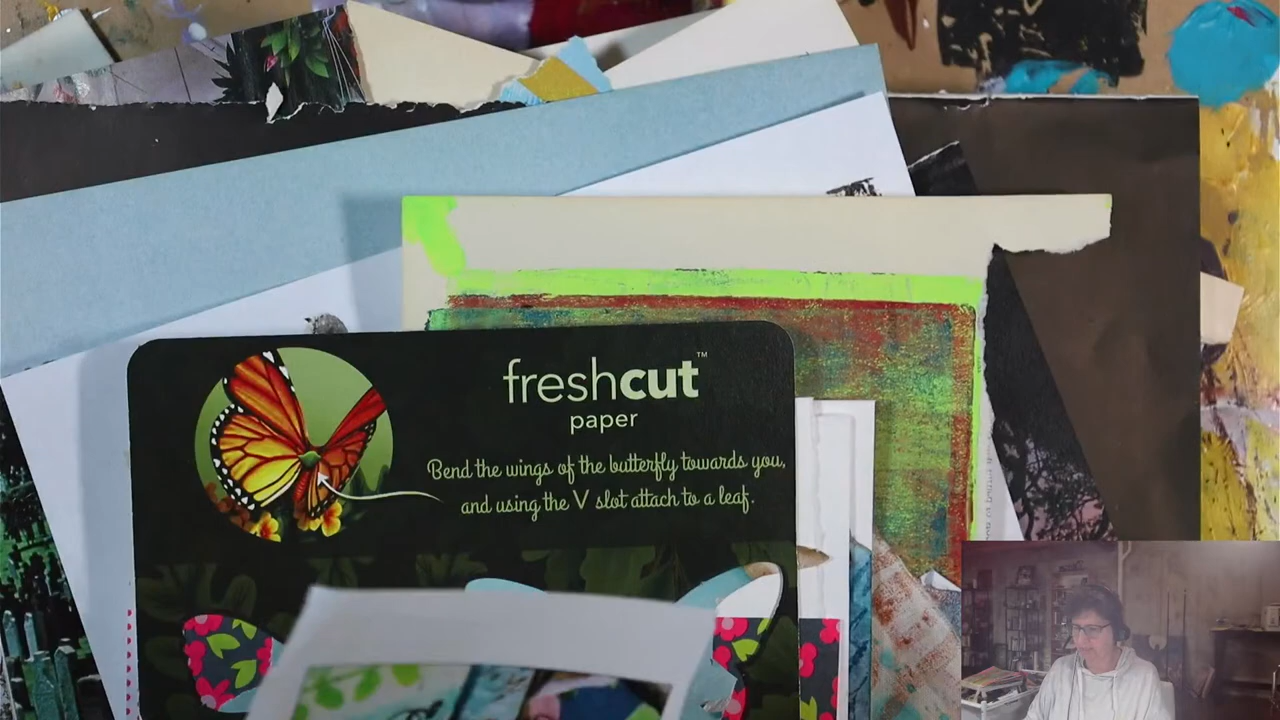 freshcut™
paper
Bend the wings of the butterfly towards you,
and using the V slot attach to a leaf.